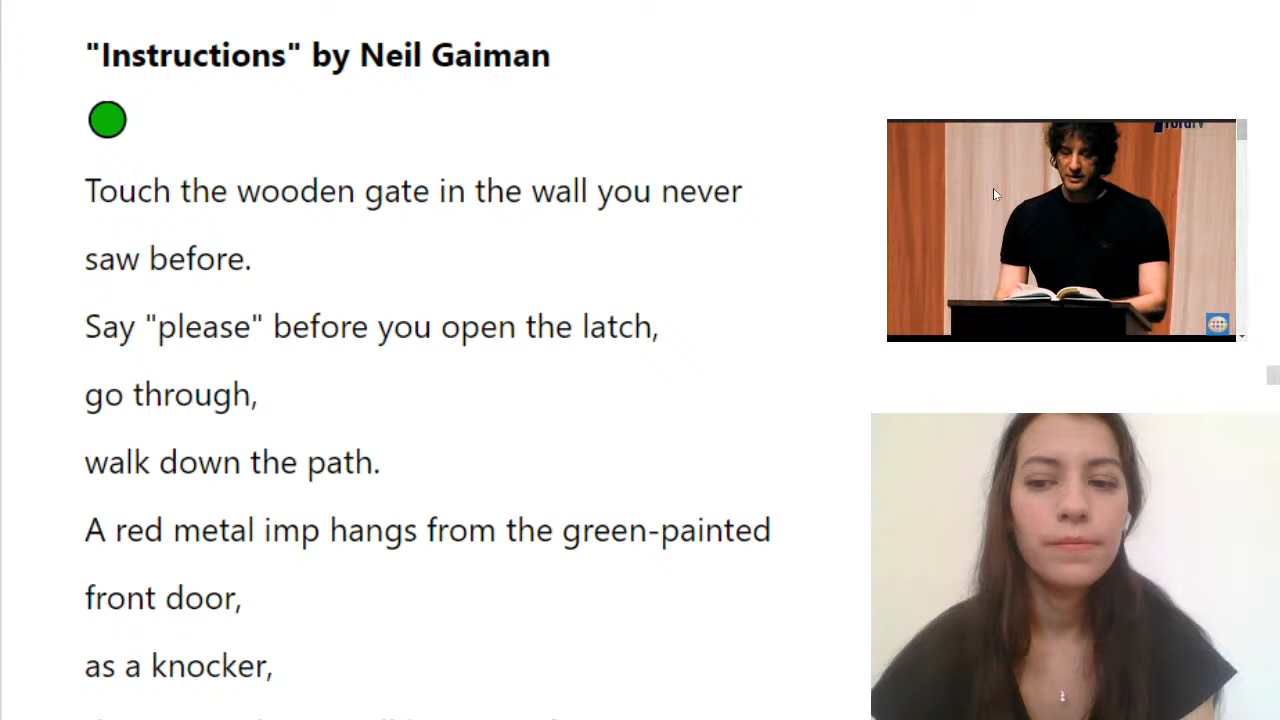 "Instructions" by Neil Gaiman
Touch the wooden gate in the wall you never
saw before.
Say "please" before you open the latch,
go through,
walk down the path.
A red metal imp hangs from the green-painted
front door,
as a knocker,